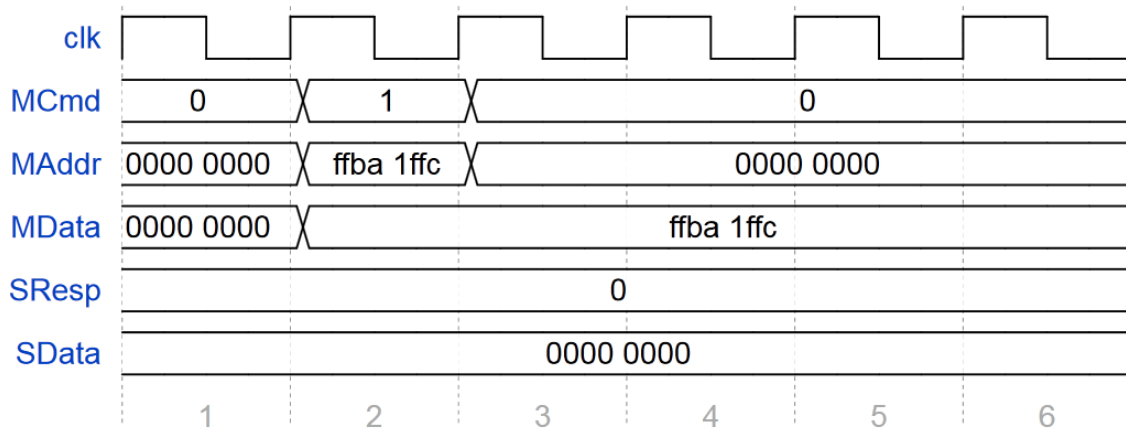 clk
MCmd 0 1 0
MAddr 0000 0000 ffba 1ffc 0000 0000
MData 0000 0000 ffba 1ffc
SResp 0
SData 0000 0000
1 2 3 4 5 6